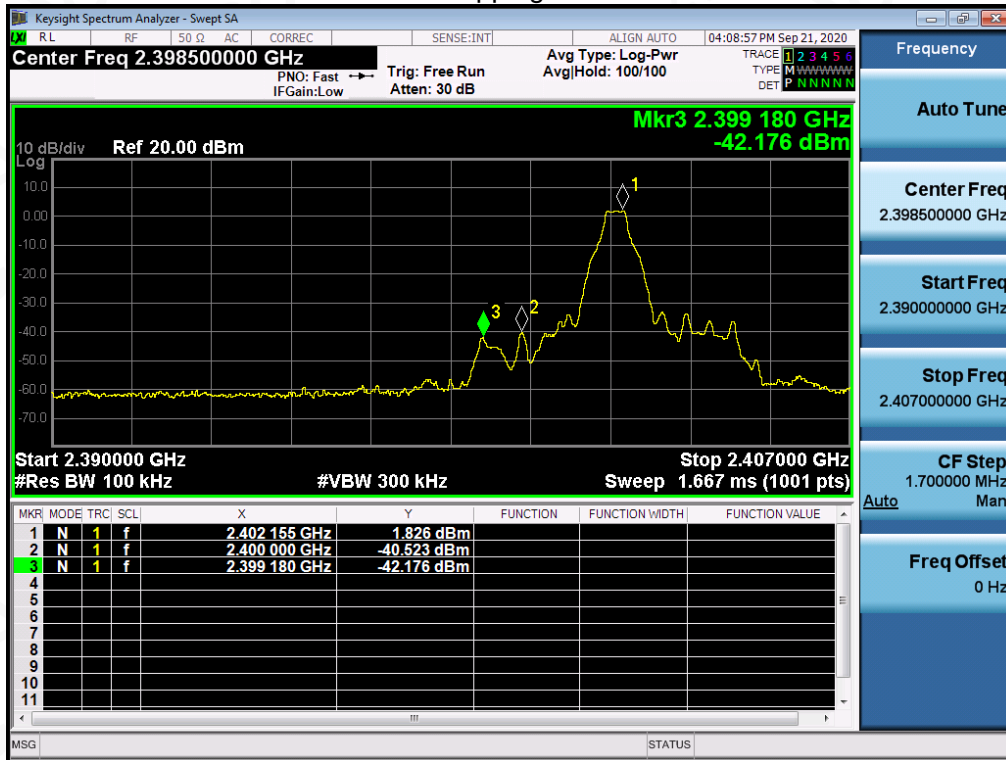 Keysight Spectrum Analyzer - Swept SA
LXI RL RF 50 Ω AC CORREC SENSE:INT ALIGN AUTO 04:08:57 PM Sep 21, 2020
Center Freq 2.398500000 GHz
PNO: Fast
IFGain:Low
Trig: Free Run
Atten: 30 dB
Avg Type: Log-Pwr
Avg|Hold: 100/100
TRACE 1 2 3 4 5 6
TYPE M WWWWW
DET P N N N N N
Frequency
Auto Tune
Center Freq
2.398500000 GHz
Start Freq
2.390000000 GHz
Stop Freq
2.407000000 GHz
CF Step
1.700000 MHz
Auto Man
Freq Offset
0 Hz
Mkr3 2.399 180 GHz
-42.176 dBm
10 dB/div Ref 20.00 dBm
Log
10.0
0.00
-10.0
-20.0
-30.0
-40.0
-50.0
-60.0
-70.0
1
2
3
Start 2.390000 GHz Stop 2.407000 GHz
#Res BW 100 kHz #VBW 300 kHz Sweep 1.667 ms (1001 pts)
MKR MODE TRC SCL X Y FUNCTION FUNCTION WIDTH FUNCTION VALUE
1 N 1 f 2.402 155 GHz 1.826 dBm
2 N 1 f 2.400 000 GHz -40.523 dBm
3 N 1 f 2.399 180 GHz -42.176 dBm
4
5
6
7
8
9
10
11
MSG STATUS